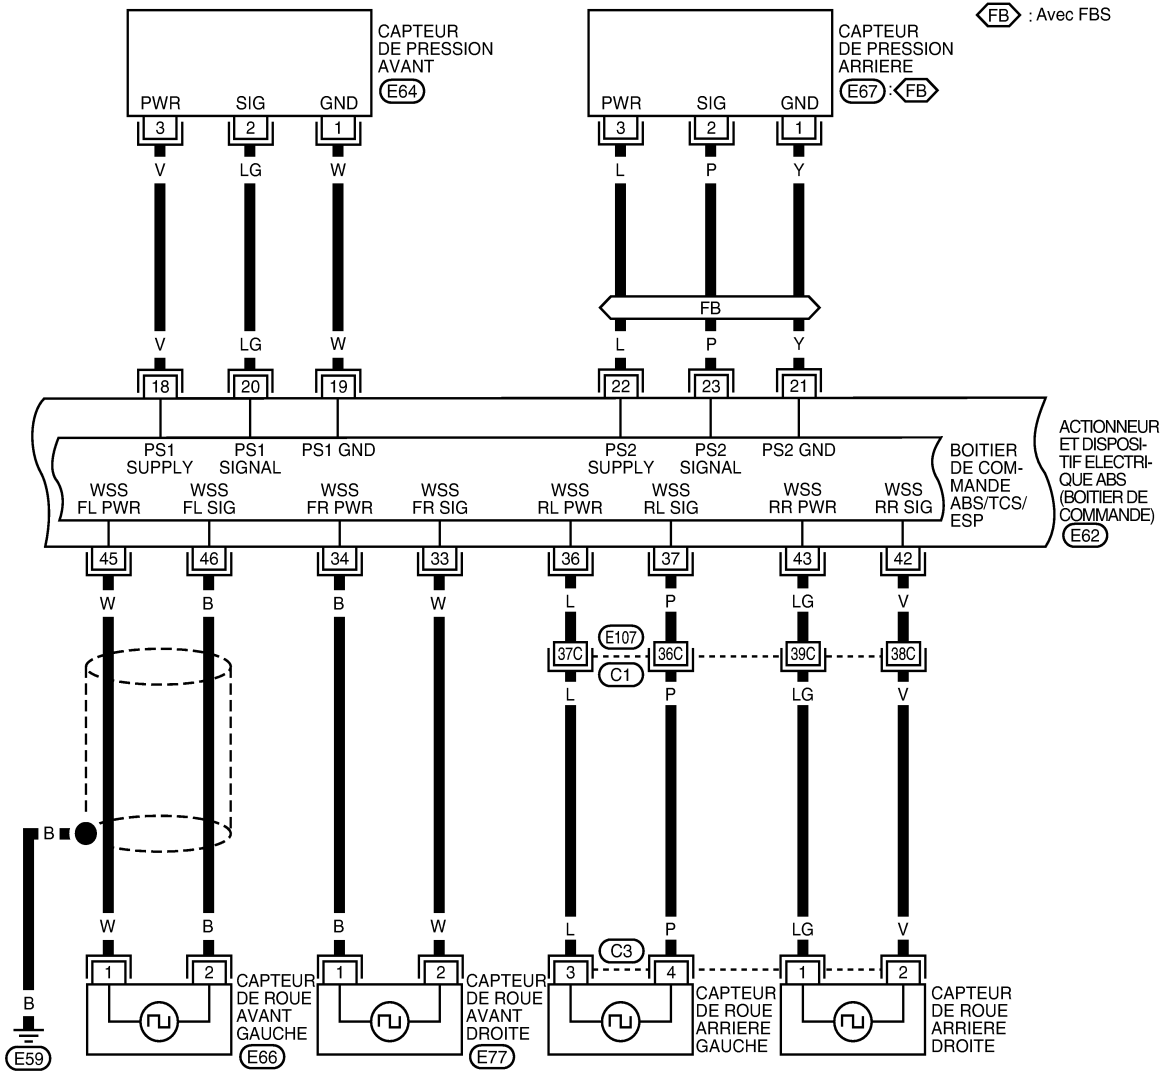 FB : Avec FBS
CAPTEUR
DE PRESSION
AVANT
E64
CAPTEUR
DE PRESSION
ARRIERE
E67 : FB
PWR SIG GND
PWR SIG GND
3 2 1
3 2 1
V LG W
L P Y
FB
V LG W
L P Y
18 20 19
22 23 21
PS1
SUPPLY
PS1
SIGNAL
PS1 GND
PS2
SUPPLY
PS2
SIGNAL
PS2 GND
BOITIER
DE COM-
MANDE
ABS/TCS/
ESP
ACTIONNEUR
ET DISPOSI-
TIF ELECTRI-
QUE ABS
(BOITIER DE
COMMANDE)
E62
WSS
FL PWR
WSS
FL SIG
WSS
FR PWR
WSS
FR SIG
WSS
RL PWR
WSS
RL SIG
WSS
RR PWR
WSS
RR SIG
45 46 34 33 36 37 43 42
W B B W L P LG V
E107
37C 36C 39C 38C
C1
L P LG V
B
W B B W L P LG V
C3
1 2 1 2 3 4 1 2
CAPTEUR
DE ROUE
AVANT
GAUCHE
E66
CAPTEUR
DE ROUE
AVANT
DROITE
E77
CAPTEUR
DE ROUE
ARRIERE
GAUCHE
CAPTEUR
DE ROUE
ARRIERE
DROITE
B
E59